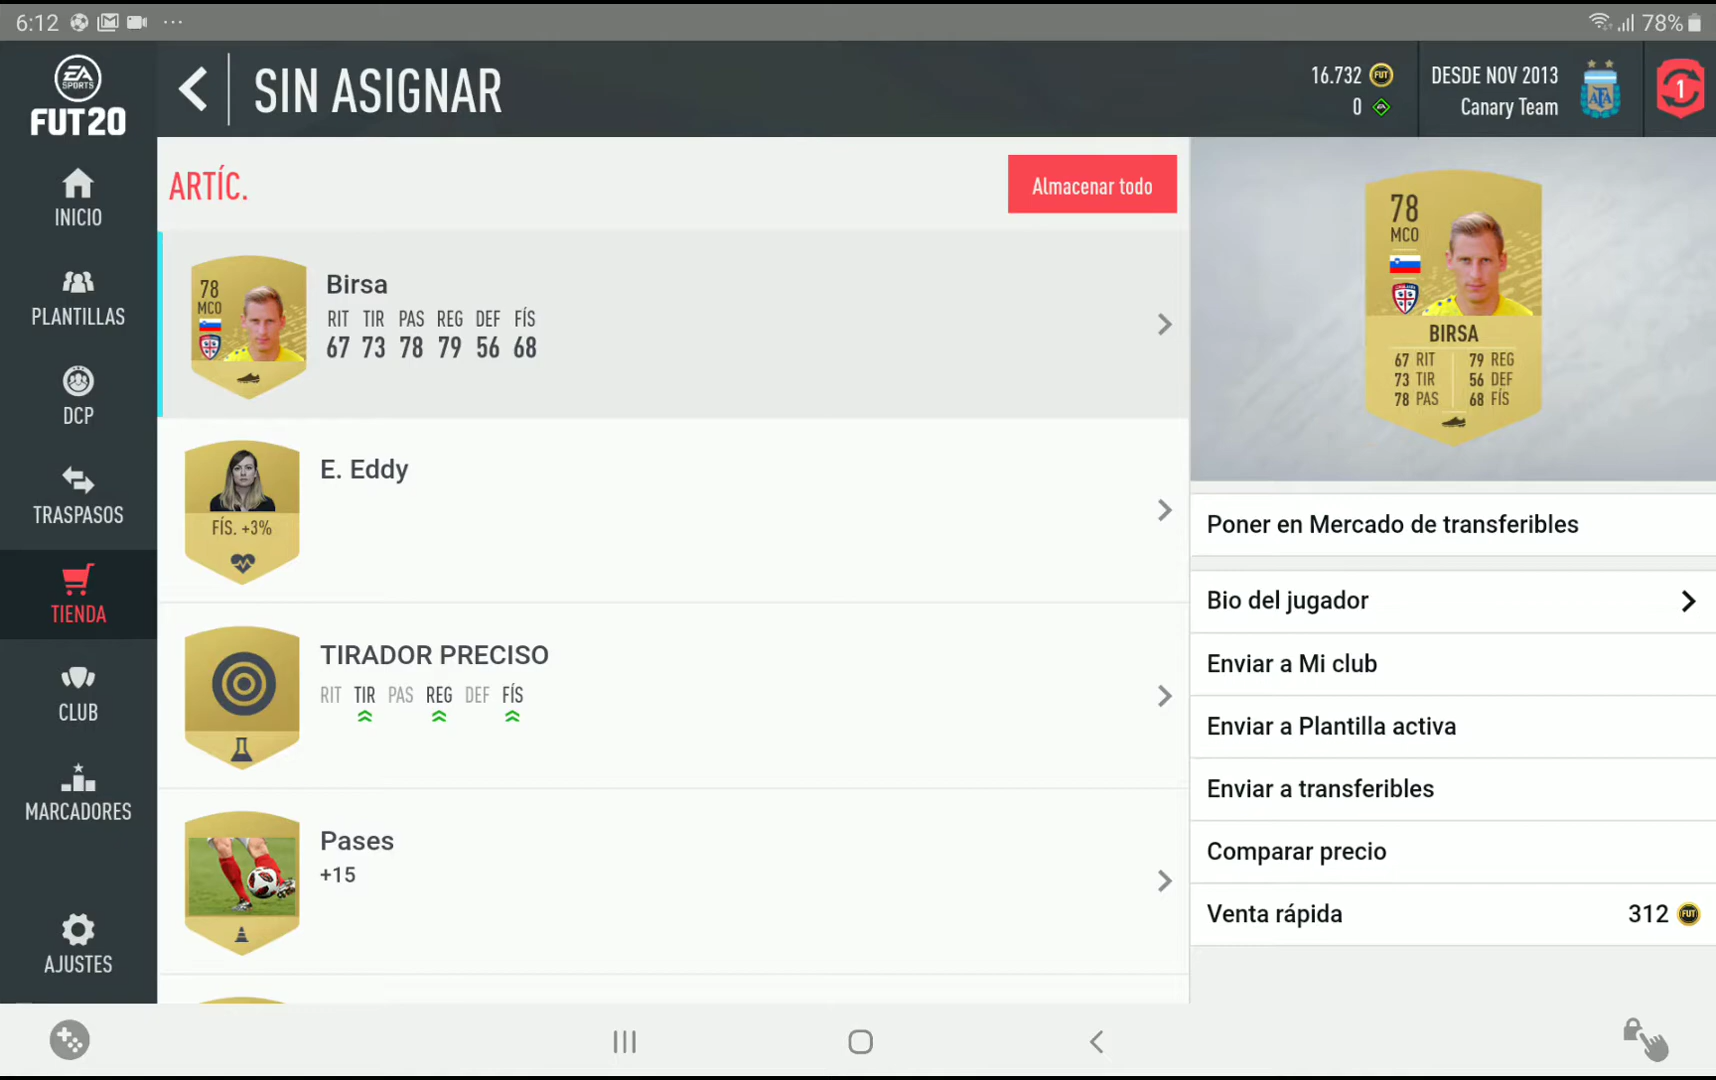 6:12
78%
EA
SPORTS
FUT20
SIN ASIGNAR
16.732 FUT
0
DESDE NOV 2013
Canary Team
AFA
1
INICIO
PLANTILLAS
DCP
TRASPASOS
TIENDA
CLUB
MARCADORES
AJUSTES
ARTÍC.
Almacenar todo
78
MCO
Birsa
RIT TIR PAS REG DEF FÍS
67 73 78 79 56 68
E. Eddy
FÍS. +3%
TIRADOR PRECISO
RIT TIR PAS REG DEF FÍS
Pases
+15
78
MCO
BIRSA
67 RIT 79 REG
73 TIR 56 DEF
78 PAS 68 FÍS
Poner en Mercado de transferibles
Bio del jugador
Enviar a Mi club
Enviar a Plantilla activa
Enviar a transferibles
Comparar precio
Venta rápida 312 FUT